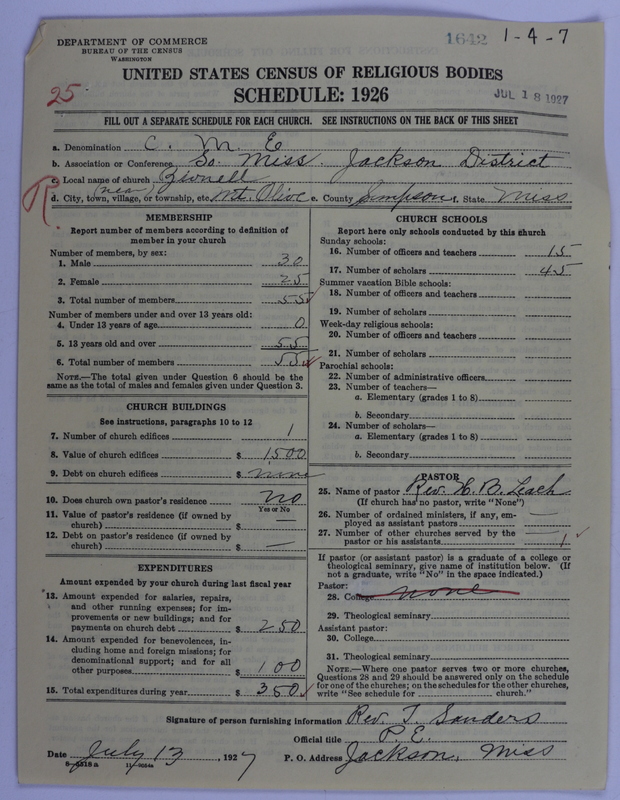 1642 1-4-7
DEPARTMENT OF COMMERCE
BUREAU OF THE CENSUS
WASHINGTON
UNITED STATES CENSUS OF RELIGIOUS BODIES
25 SCHEDULE: 1926 JUL 18 1927
FILL OUT A SEPARATE SCHEDULE FOR EACH CHURCH. SEE INSTRUCTIONS ON THE BACK OF THIS SHEET
a. Denomination C. M. E
b. Association or Conference So. Miss. Jackson District
c. Local name of church
R d. City, town, village, or township, etc (near) Mt. Olive e. County Simpson f. State Miss
MEMBERSHIP
Report number of members according to definition of
member in your church
Number of members, by sex:
1. Male 30
2. Female 25
3. Total number of members 55
Number of members under and over 13 years old:
4. Under 13 years of age 0
5. 13 years old and over 55
6. Total number of members 55
NOTE.—The total given under Question 6 should be the
same as the total of males and females given under Question 3.
CHURCH BUILDINGS
See instructions, paragraphs 10 to 12
7. Number of church edifices 1
8. Value of church edifices $ 1500
9. Debt on church edifices $ none
10. Does church own pastor's residence no
Yes or No
11. Value of pastor's residence (if owned by
church) $ —
12. Debt on pastor's residence (if owned by
church) $ —
EXPENDITURES
Amount expended by your church during last fiscal year
13. Amount expended for salaries, repairs,
and other running expenses; for im-
provements or new buildings; and for
payments on church debt $ 250
14. Amount expended for benevolences, in-
cluding home and foreign missions; for
denominational support; and for all
other purposes $ 100
15. Total expenditures during year $ 350
CHURCH SCHOOLS
Report here only schools conducted by this church
Sunday schools:
16. Number of officers and teachers 15
17. Number of scholars 45
Summer vacation Bible schools:
18. Number of officers and teachers
19. Number of scholars
Week-day religious schools:
20. Number of officers and teachers
21. Number of scholars
Parochial schools:
22. Number of administrative officers
23. Number of teachers—
a. Elementary (grades 1 to 8)
b. Secondary
24. Number of scholars—
a. Elementary (grades 1 to 8)
b. Secondary
PASTOR
25. Name of pastor Rev. H. B. Leach
(If church has no pastor, write "None")
26. Number of ordained ministers, if any, em-
ployed as assistant pastors —
27. Number of other churches served by the
pastor or his assistants 1
If pastor (or assistant pastor) is a graduate of a college or
theological seminary, give name of institution below. (If
not a graduate, write "No" in the space indicated.)
Pastor:
28. College none
29. Theological seminary
Assistant pastor:
30. College
31. Theological seminary
NOTE.—Where one pastor serves two or more churches,
Questions 28 and 29 should be answered only on the schedule
for one of the churches; on the schedules for the other churches,
write "See schedule for church."
Signature of person furnishing information Rev. T. Sanders
Official title P. E.
Date July 13, 1927 P. O. Address Jackson, Miss
8-5318a